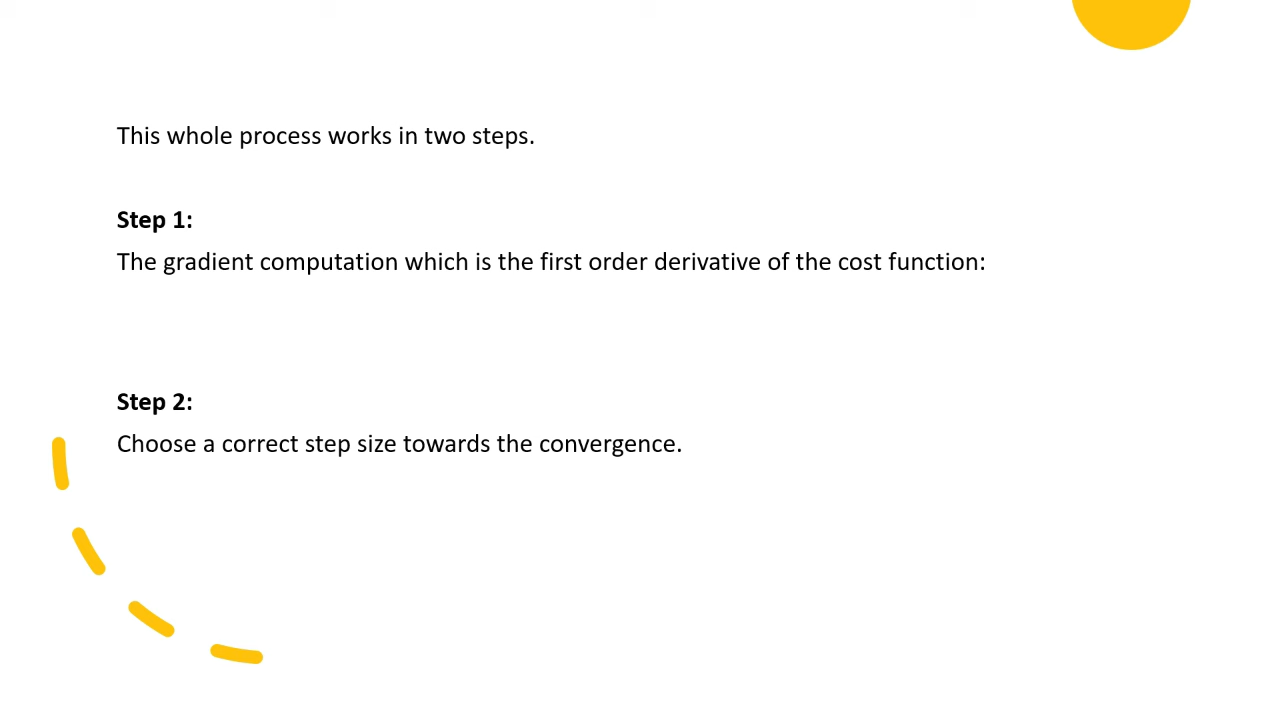 This whole process works in two steps.
Step 1:
The gradient computation which is the first order derivative of the cost function:
Step 2:
Choose a correct step size towards the convergence.